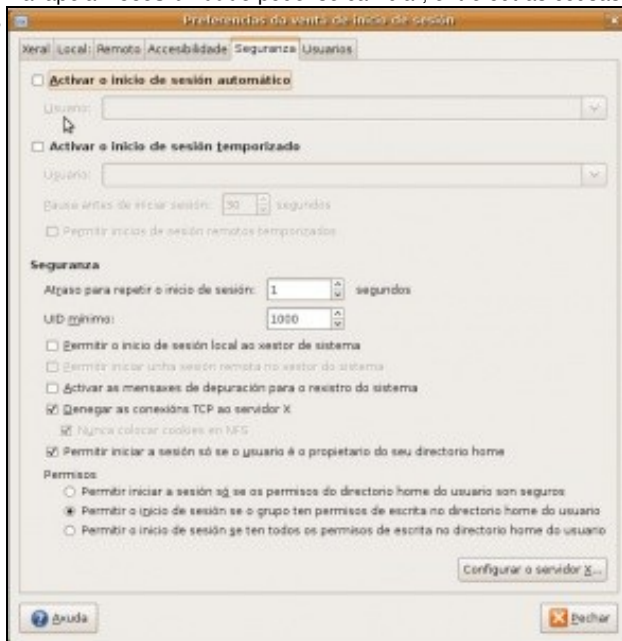 Preferencias da ventá de inicio de sesión
Xeral Local: Remoto Accesibilidade Seguranza Usuarios
Activar o inicio de sesión automático
Usuario:
Activar o inicio de sesión temporizado
Usuario:
Pausa antes de iniciar sesión: 30 segundos
Permitir inicios de sesión remotos temporizados
Seguranza
Atraso para repetir o inicio de sesión: 1 segundos
UID mínimo: 1000
Permitir o inicio de sesión local ao xestor de sistema
Permitir iniciar unha sesión remota no xestor do sistema
Activar as mensaxes de depuración para o rexistro do sistema
Denegar as conexións TCP ao servidor X
Nunca colocar cookies en NFS
Permitir iniciar a sesión só se o usuario é o propietario do seu directorio home
Permisos
Permitir iniciar a sesión só se os permisos do directorio home do usuario son seguros
Permitir o inicio de sesión se o grupo ten permisos de escrita no directorio home do usuario
Permitir o inicio de sesión se ten todos os permisos de escrita no directorio home do usuario
Configurar o servidor X...
Axuda Pechar